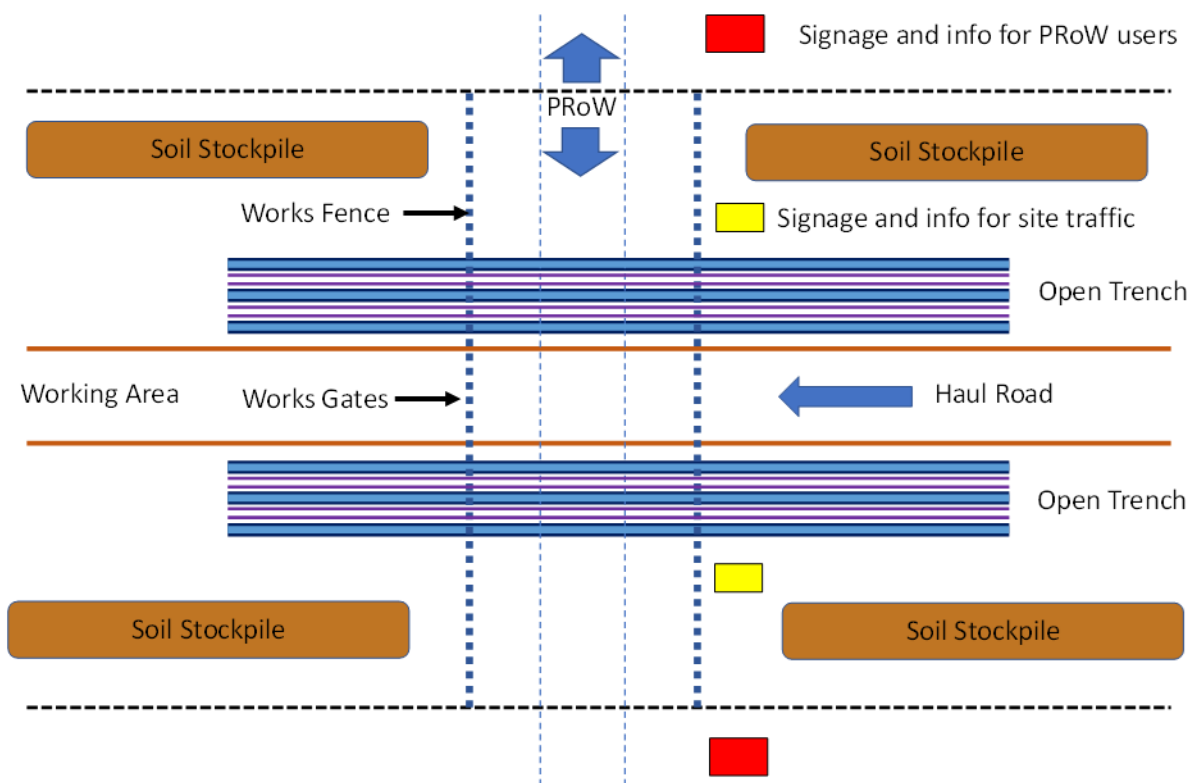 Signage and info for PRoW users
PRoW
Soil Stockpile
Soil Stockpile
Works Fence
Signage and info for site traffic
Open Trench
Working Area
Works Gates
Haul Road
Open Trench
Soil Stockpile
Soil Stockpile